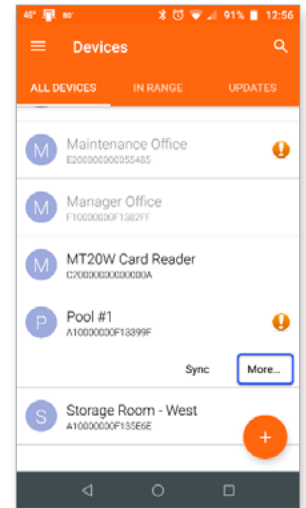 46° 80° 91% 12:56
Devices
ALL DEVICES IN RANGE UPDATES
M Maintenance Office
E200000000055485
M Manager Office
F10000000F1382FF
M MT20W Card Reader
C20000000000000A
P Pool #1
A10000000F13399F
Sync More...
S Storage Room - West
A10000000F135E6E